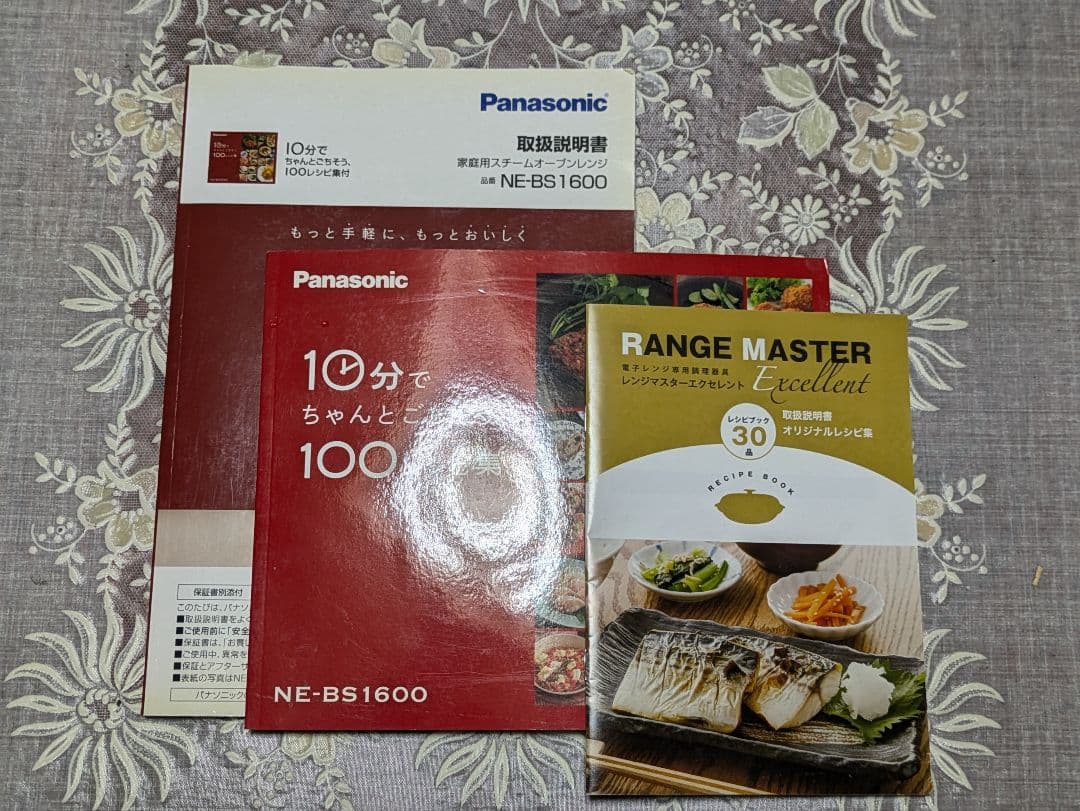 Panasonic
取扱説明書
家庭用スチームオーブンレンジ
品番 NE-BS1600
10分で
ちゃんとごちそう、
100レシピ集付
もっと手軽に、もっとおいしく
保証書別添付
このたびは、パナソ
■取扱説明書をよく
■ご使用前に「安全
■保証書は、「お買い
■ご使用中、異常を
■保証とアフターサ
■表紙の写真はNE
パナソニックの
Panasonic
10分で
ちゃんとご
100
集
NE-BS1600
RANGE MASTER
電子レンジ専用調理器具
レンジマスターエクセレント
Excellent
レシピブック
30
品
取扱説明書
オリジナルレシピ集
RECIPE BOOK